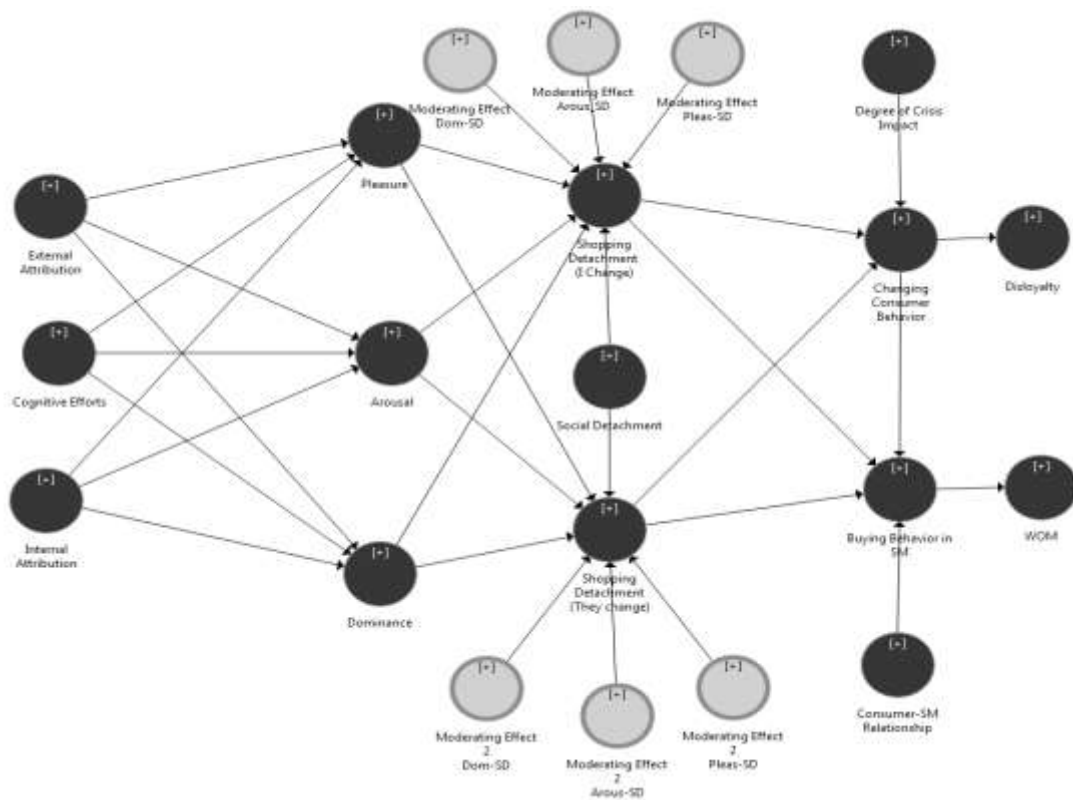 [+]
Moderating Effect
Dom-SD
[+]
Moderating Effect
Arous-SD
[+]
Moderating Effect
Pleas-SD
[+]
Degree of Crisis
Impact
[+]
Pleasure
[+]
External
Attribution
[+]
Shopping
Detachment
(I Change)
[+]
Changing
Consumer
Behavior
[+]
Disloyalty
[+]
Cognitive Efforts
[+]
Arousal
[+]
Social Detachment
[+]
Internal
Attribution
[+]
Dominance
[+]
Shopping
Detachment
(They change)
[+]
Buying Behavior in
SM
[+]
WOM
[+]
Moderating Effect
2
Dom-SD
[+]
Moderating Effect
2
Arous-SD
[+]
Moderating Effect
2
Pleas-SD
[+]
Consumer-SM
Relationship